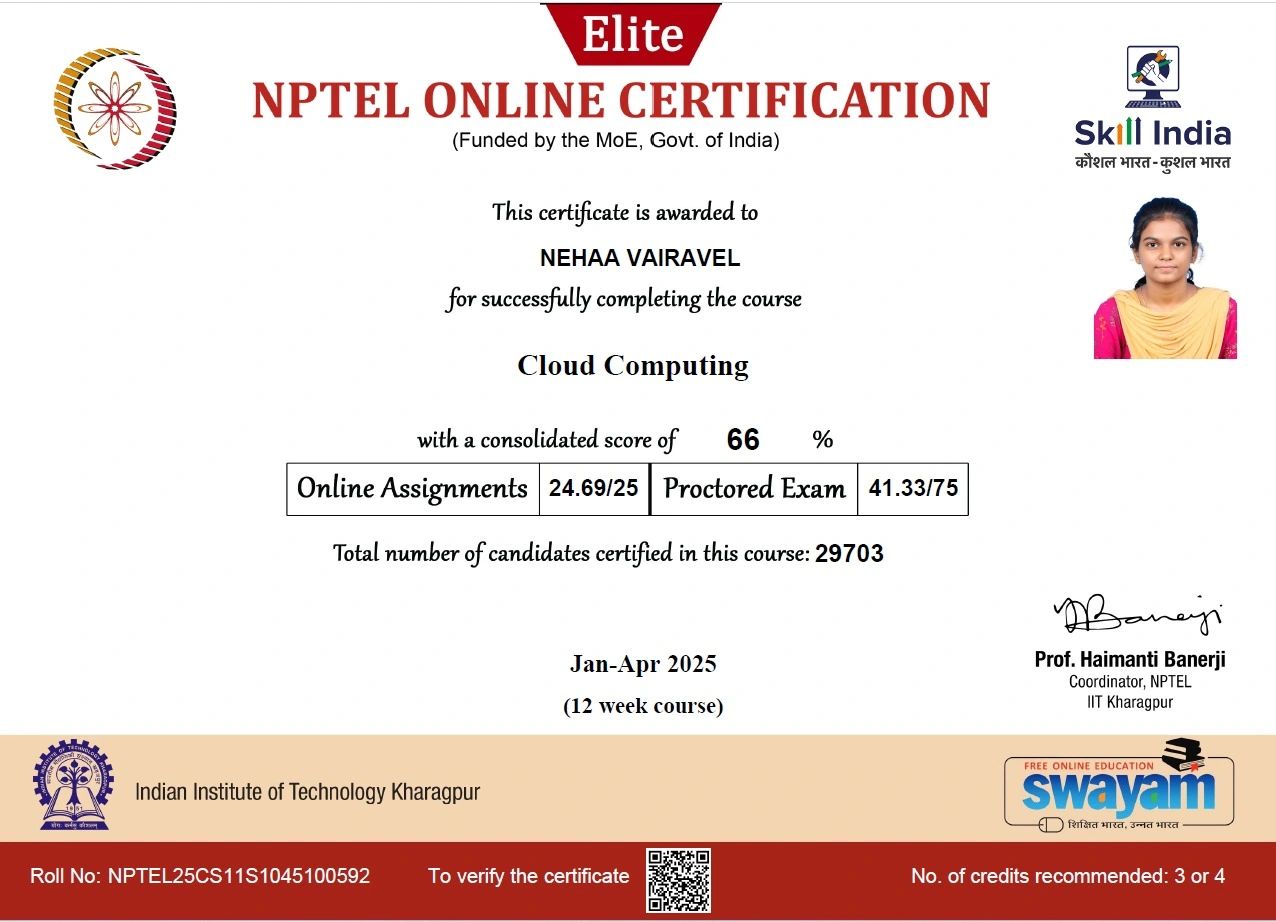 Elite
NPTEL ONLINE CERTIFICATION
(Funded by the MoE, Govt. of India)
Skill India
कौशल भारत - कुशल भारत
This certificate is awarded to
NEHAA VAIRAVEL
for successfully completing the course
Cloud Computing
with a consolidated score of 66 %
Online Assignments 24.69/25 Proctored Exam 41.33/75
Total number of candidates certified in this course: 29703
Jan-Apr 2025
(12 week course)
NBanerji
Prof. Haimanti Banerji
Coordinator, NPTEL
IIT Kharagpur
1951
Indian Institute of Technology Kharagpur
FREE ONLINE EDUCATION
swayam
शिक्षित भारत, उन्नत भारत
Roll No: NPTEL25CS11S1045100592 To verify the certificate No. of credits recommended: 3 or 4